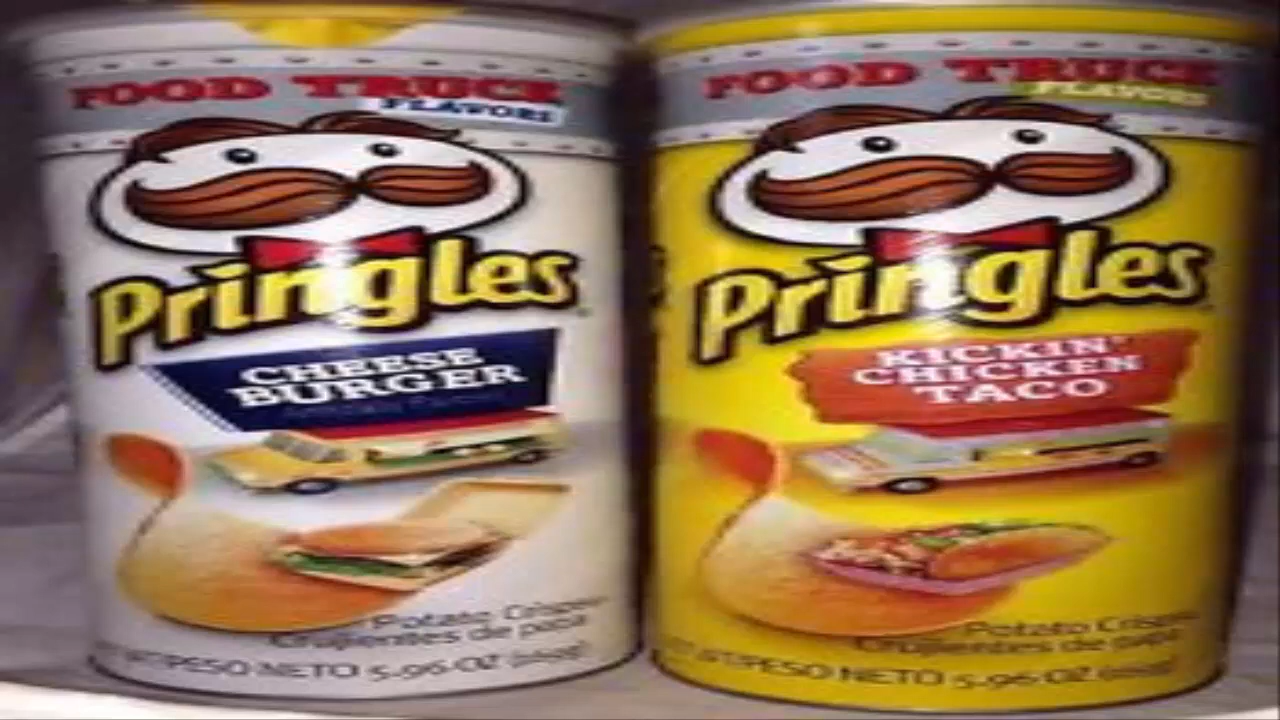 FOOD TRUCK
FLAVORS
Pringles
CHEESE
BURGER
Potato Crisps
Crujientes de papa
PESO NETO 5.96 OZ
FOOD TRUCK
FLAVORS
Pringles
KICKIN'
CHICKEN
TACO
Potato Crisps
Crujientes de papa
PESO NETO 5.96 OZ